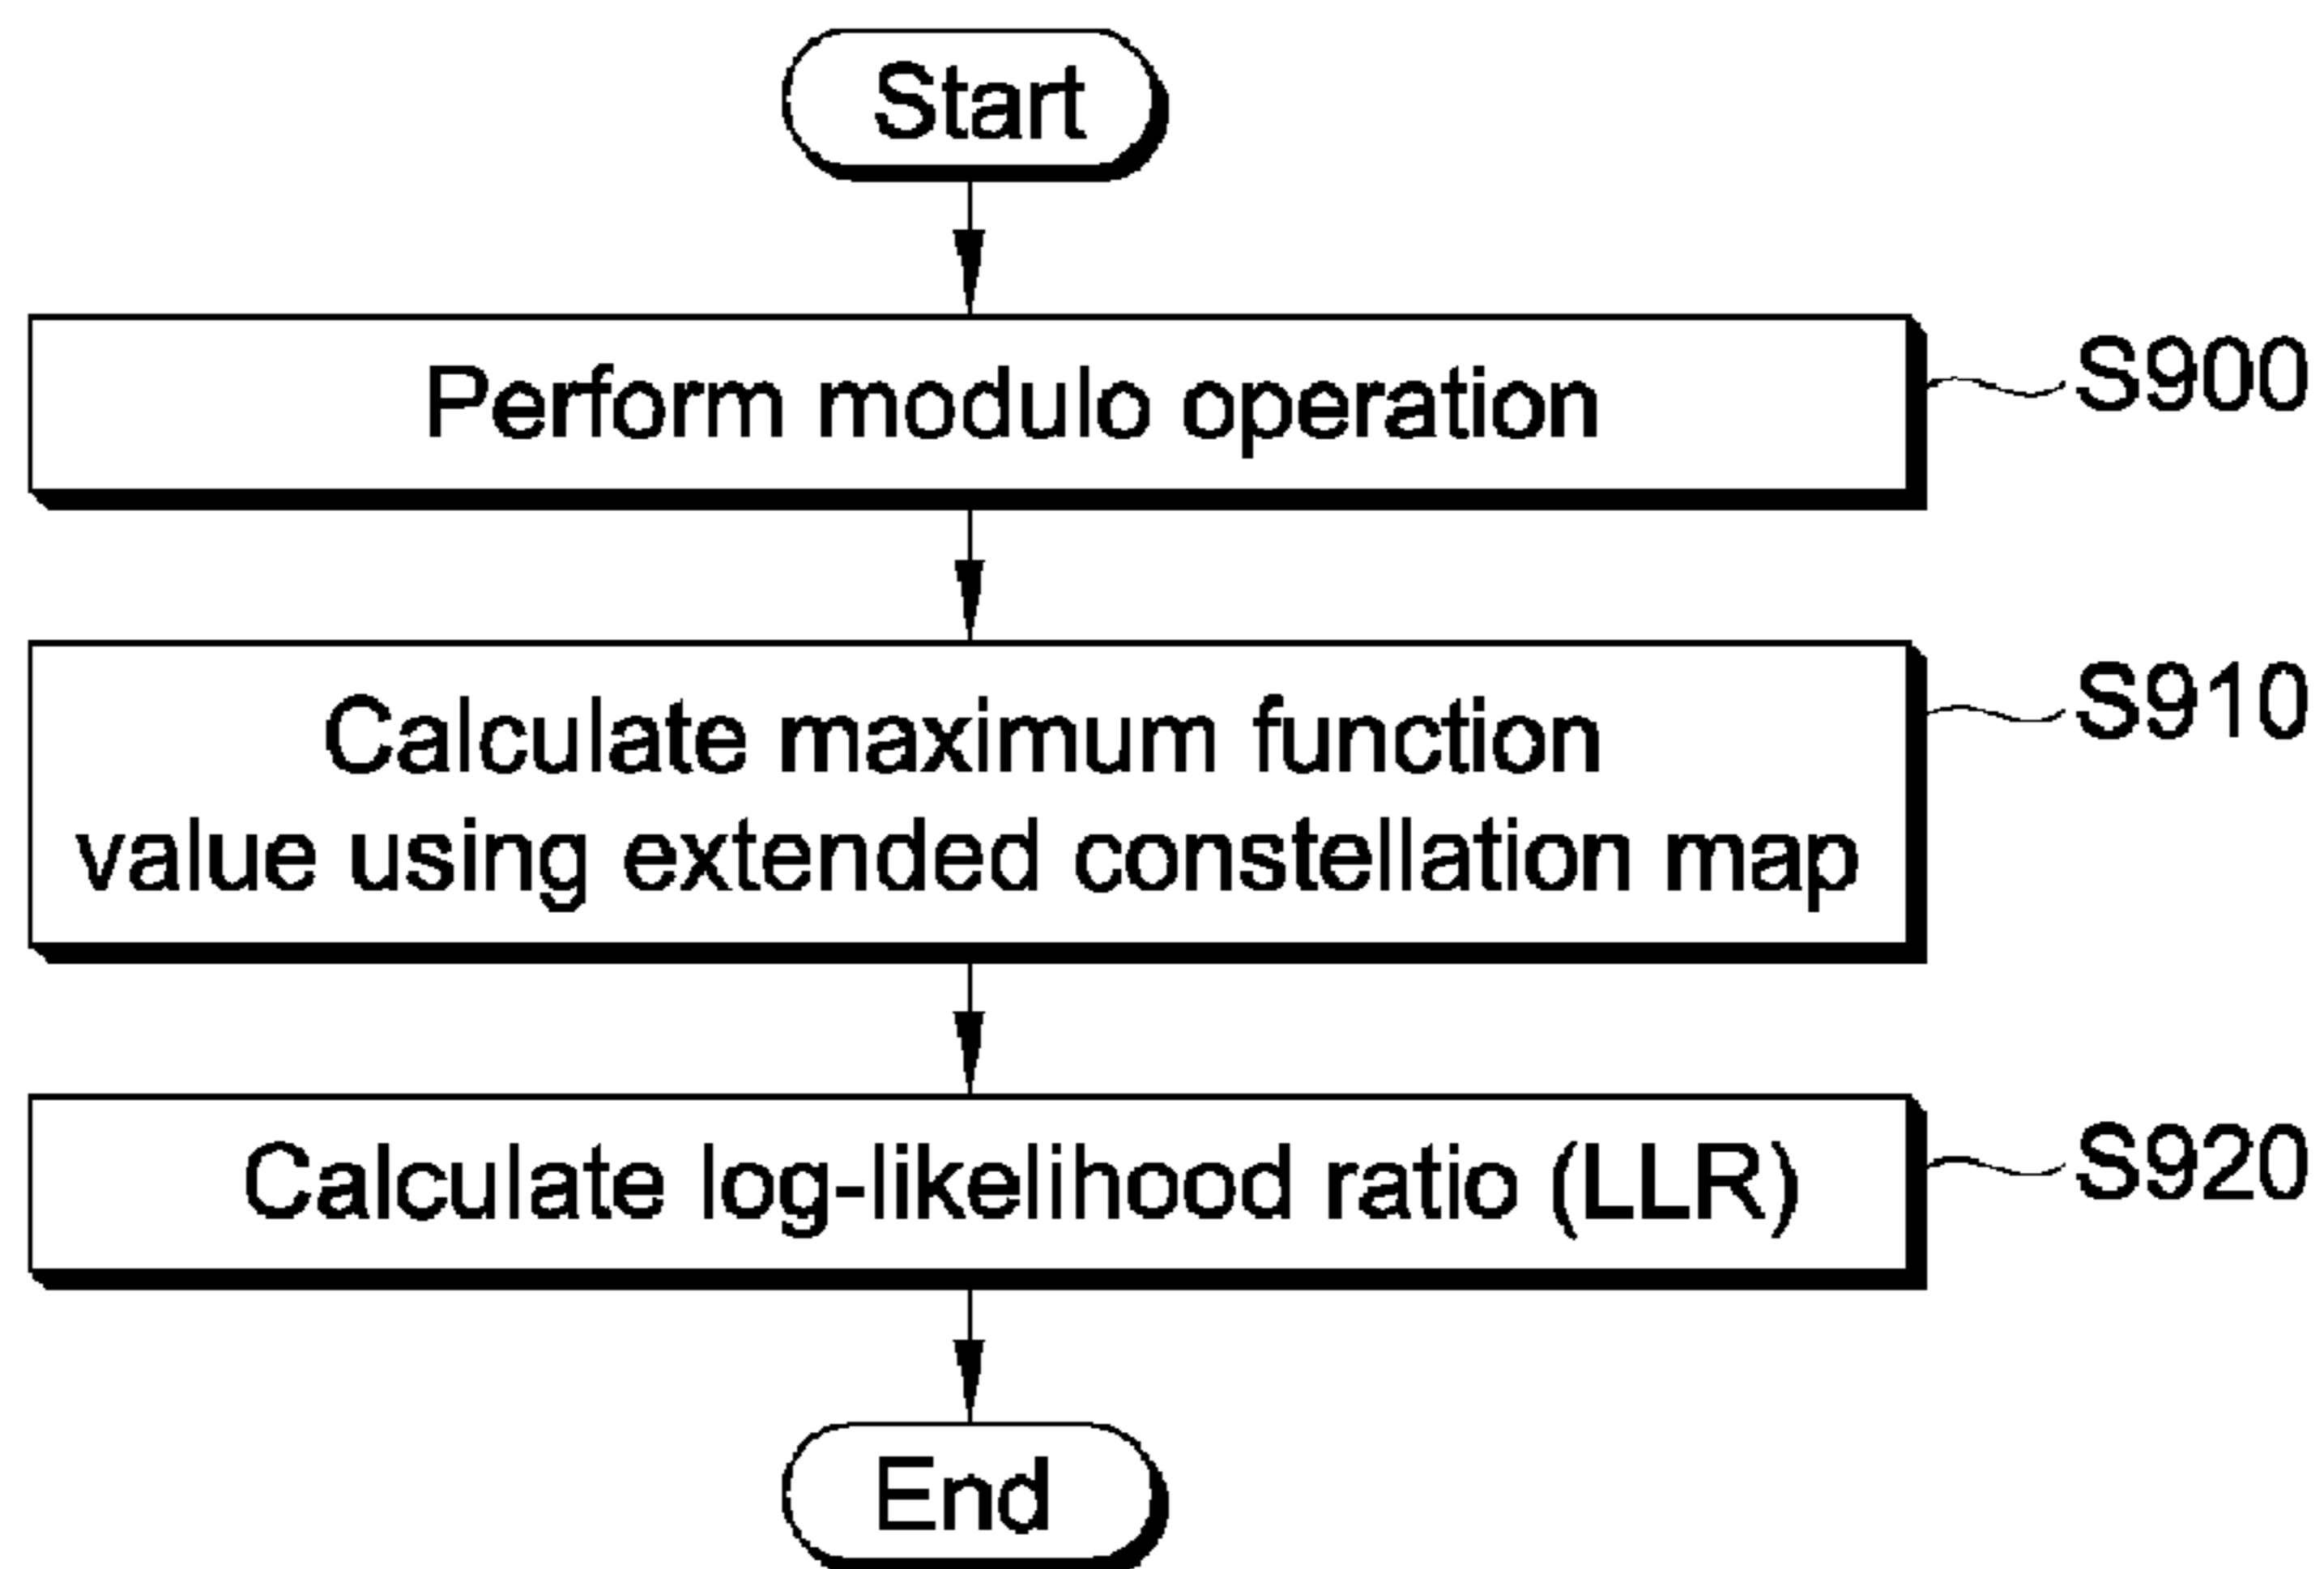 Start
Perform modulo operation
S900
Calculate maximum function
value using extended constellation map
S910
Calculate log-likelihood ratio (LLR)
S920
End